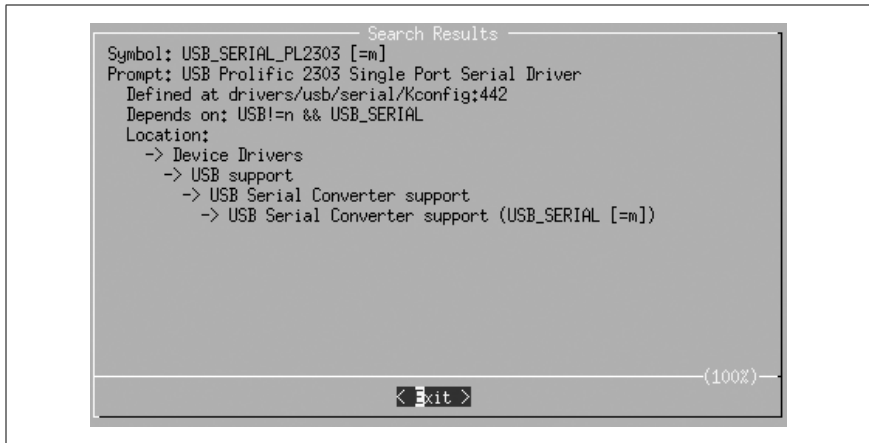 Search Results
Symbol: USB_SERIAL_PL2303 [=m]
Prompt: USB Prolific 2303 Single Port Serial Driver
Defined at drivers/usb/serial/Kconfig:442
Depends on: USB!=n && USB_SERIAL
Location:
-> Device Drivers
-> USB support
-> USB Serial Converter support
-> USB Serial Converter support (USB_SERIAL [=m])
(100%)
< Exit >